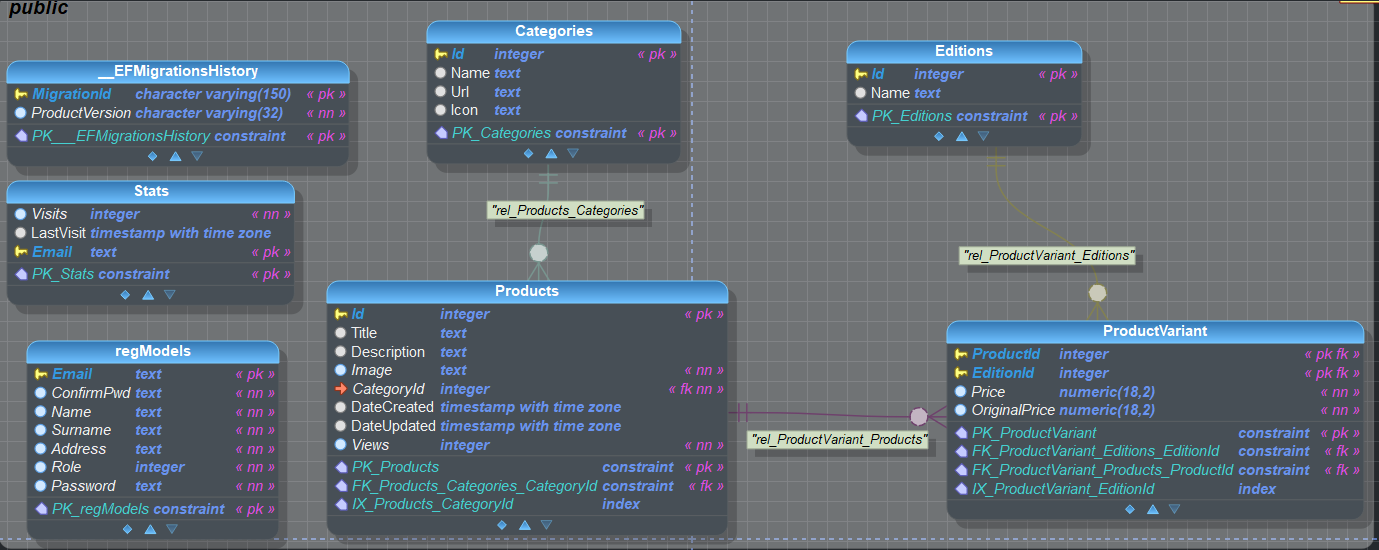 public
Categories
Id integer « pk »
Name text
Url text
Icon text
PK_Categories constraint « pk »
Editions
Id integer « pk »
Name text
PK_Editions constraint « pk »
__EFMigrationsHistory
MigrationId character varying(150) « pk »
ProductVersion character varying(32) « nn »
PK___EFMigrationsHistory constraint « pk »
Stats
Visits integer « nn »
LastVisit timestamp with time zone
Email text « pk »
PK_Stats constraint « pk »
"rel_Products_Categories"
"rel_ProductVariant_Editions"
regModels
Email text « pk »
ConfirmPwd text « nn »
Name text « nn »
Surname text « nn »
Address text « nn »
Role integer « nn »
Password text « nn »
PK_regModels constraint « pk »
Products
Id integer « pk »
Title text
Description text
Image text « nn »
CategoryId integer « fk nn »
DateCreated timestamp with time zone
DateUpdated timestamp with time zone
Views integer « nn »
PK_Products constraint « pk »
FK_Products_Categories_CategoryId constraint « fk »
IX_Products_CategoryId index
"rel_ProductVariant_Products"
ProductVariant
ProductId integer « pk fk »
EditionId integer « pk fk »
Price numeric(18,2) « nn »
OriginalPrice numeric(18,2) « nn »
PK_ProductVariant constraint « pk »
FK_ProductVariant_Editions_EditionId constraint « fk »
FK_ProductVariant_Products_ProductId constraint « fk »
IX_ProductVariant_EditionId index